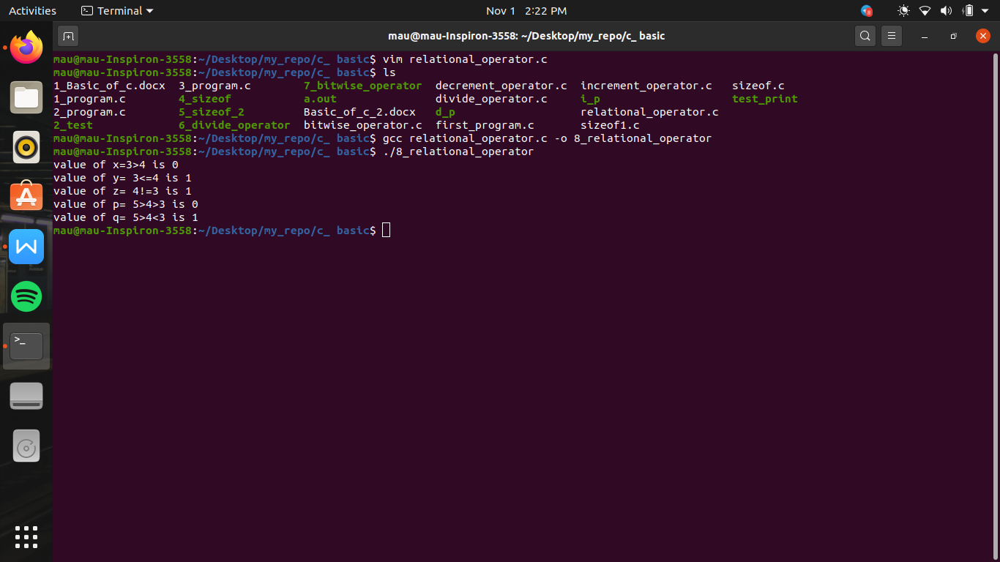 Activities Terminal Nov 1 2:22 PM
mau@mau-Inspiron-3558: ~/Desktop/my_repo/c_ basic
mau@mau-Inspiron-3558:~/Desktop/my_repo/c_ basic$ vim relational_operator.c
mau@mau-Inspiron-3558:~/Desktop/my_repo/c_ basic$ ls
1_Basic_of_c.docx 3_program.c 7_bitwise_operator decrement_operator.c increment_operator.c sizeof.c
1_program.c 4_sizeof a.out divide_operator.c i_p test_print
2_program.c 5_sizeof_2 Basic_of_c_2.docx d_p relational_operator.c
2_test 6_divide_operator bitwise_operator.c first_program.c sizeof1.c
mau@mau-Inspiron-3558:~/Desktop/my_repo/c_ basic$ gcc relational_operator.c -o 8_relational_operator
mau@mau-Inspiron-3558:~/Desktop/my_repo/c_ basic$ ./8_relational_operator
value of x=3>4 is 0
value of y= 3<=4 is 1
value of z= 4!=3 is 1
value of p= 5>4>3 is 0
value of q= 5>4<3 is 1
mau@mau-Inspiron-3558:~/Desktop/my_repo/c_ basic$